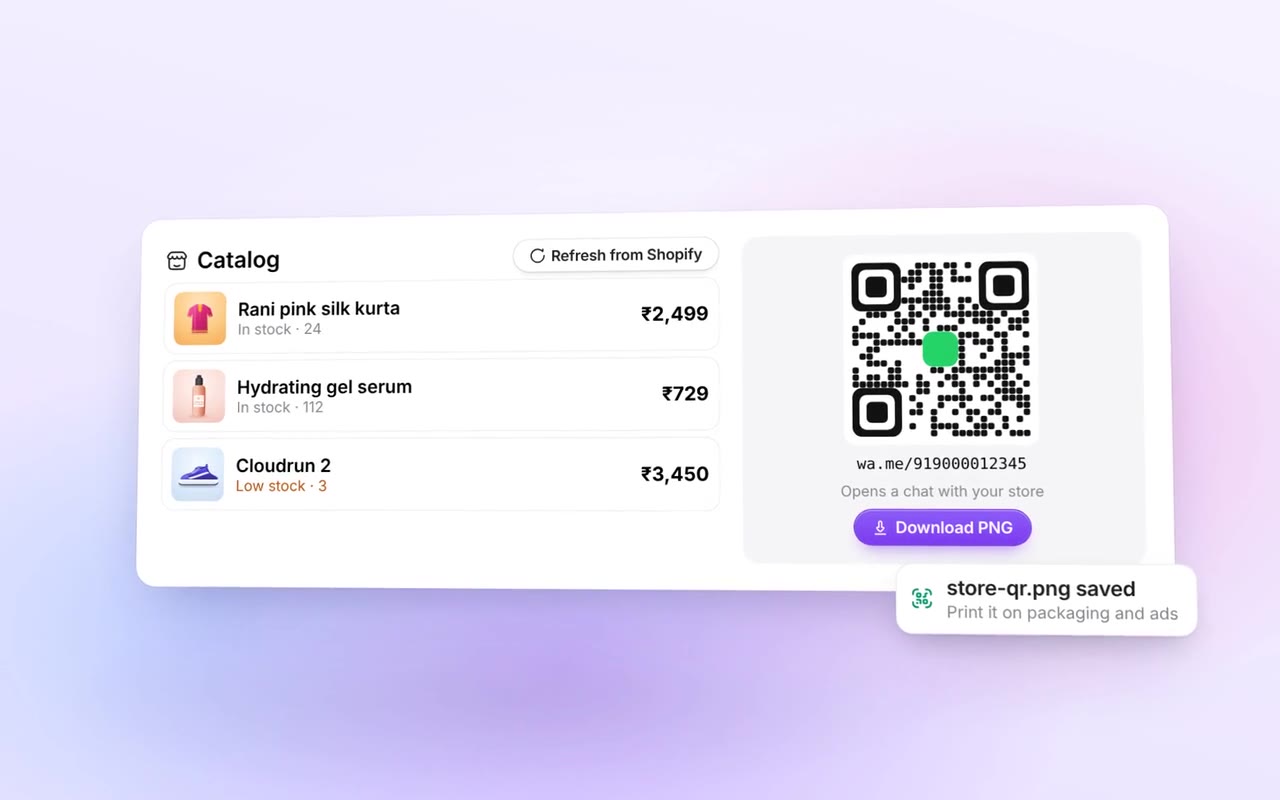 Catalog
Refresh from Shopify
Rani pink silk kurta
In stock · 24
₹2,499
Hydrating gel serum
In stock · 112
₹729
Cloudrun 2
Low stock · 3
₹3,450
wa.me/919000012345
Opens a chat with your store
Download PNG
store-qr.png saved
Print it on packaging and ads